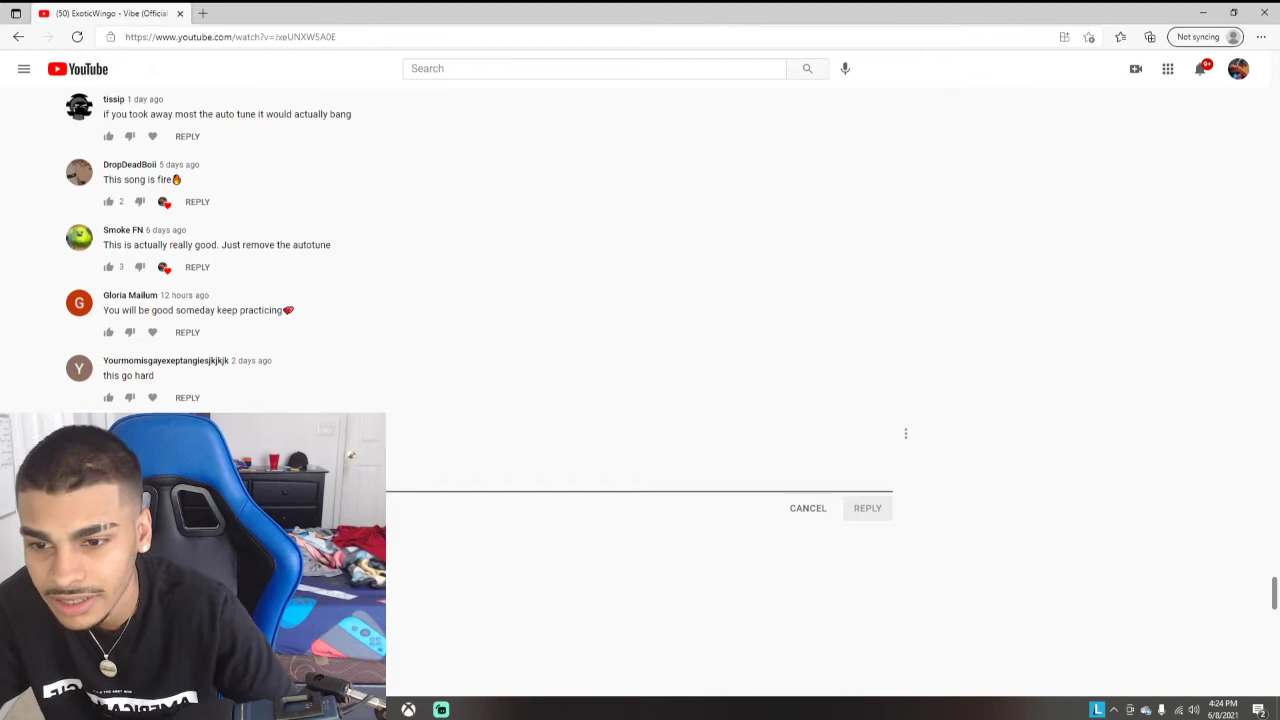 (50) ExoticWingo - Vibe (Official
https://www.youtube.com/watch?v=JxeUNXW5A0E
Not syncing
YouTube
Search
9+
tissip 1 day ago
if you took away most the auto tune it would actually bang
REPLY
DropDeadBoii 5 days ago
This song is fire🔥
2 REPLY
Smoke FN 6 days ago
This is actually really good. Just remove the autotune
3 REPLY
G
Gloria Mailum 12 hours ago
You will be good someday keep practicing💖
REPLY
Y
Yourmomisgayexeptangiesjkjkjk 2 days ago
this go hard
REPLY
CANCEL REPLY
L
4:24 PM
6/8/2021
2